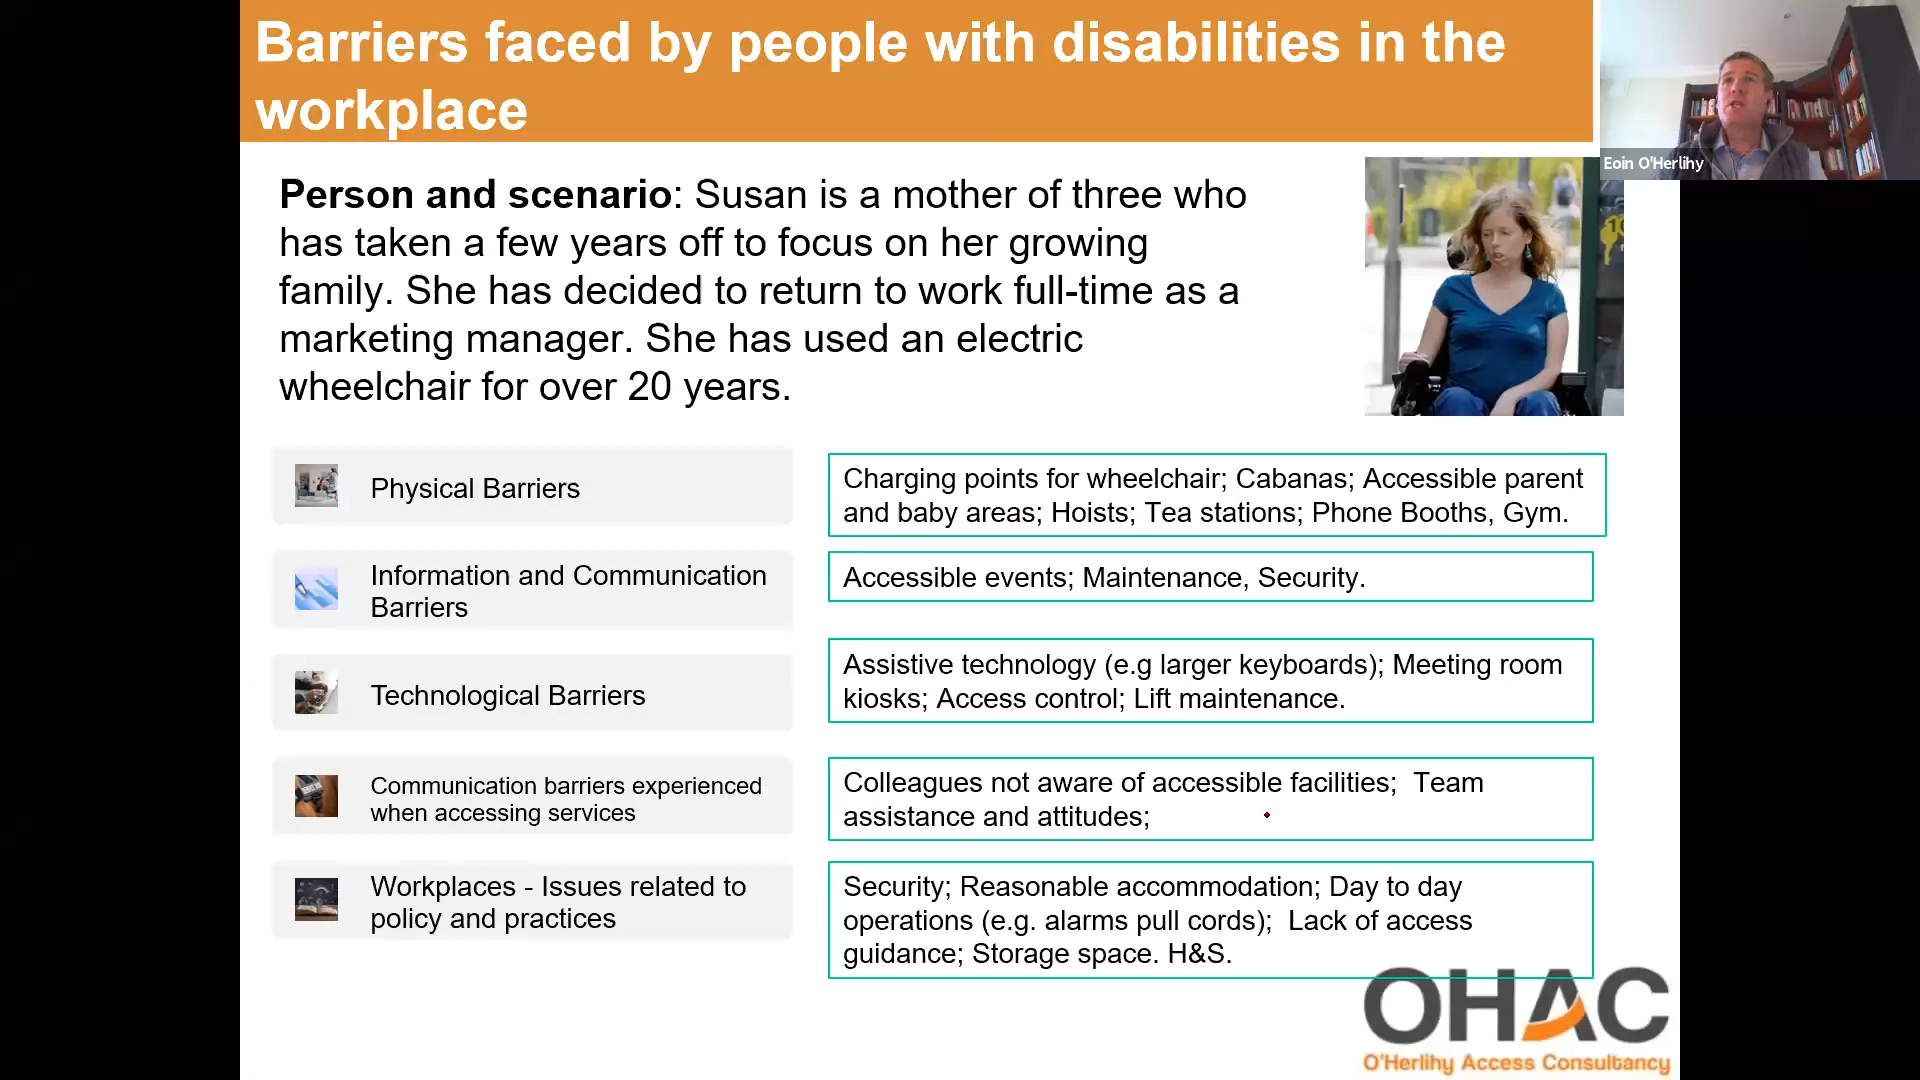 Barriers faced by people with disabilities in the
workplace
Eoin O'Herlihy
Person and scenario: Susan is a mother of three who
has taken a few years off to focus on her growing
family. She has decided to return to work full-time as a
marketing manager. She has used an electric
wheelchair for over 20 years.
Physical Barriers
Charging points for wheelchair; Cabanas; Accessible parent
and baby areas; Hoists; Tea stations; Phone Booths, Gym.
Information and Communication
Barriers
Accessible events; Maintenance, Security.
Technological Barriers
Assistive technology (e.g larger keyboards); Meeting room
kiosks; Access control; Lift maintenance.
Communication barriers experienced
when accessing services
Colleagues not aware of accessible facilities;  Team
assistance and attitudes;
Workplaces - Issues related to
policy and practices
Security; Reasonable accommodation; Day to day
operations (e.g. alarms pull cords);  Lack of access
guidance; Storage space. H&S.
OHAC
O'Herlihy Access Consultancy